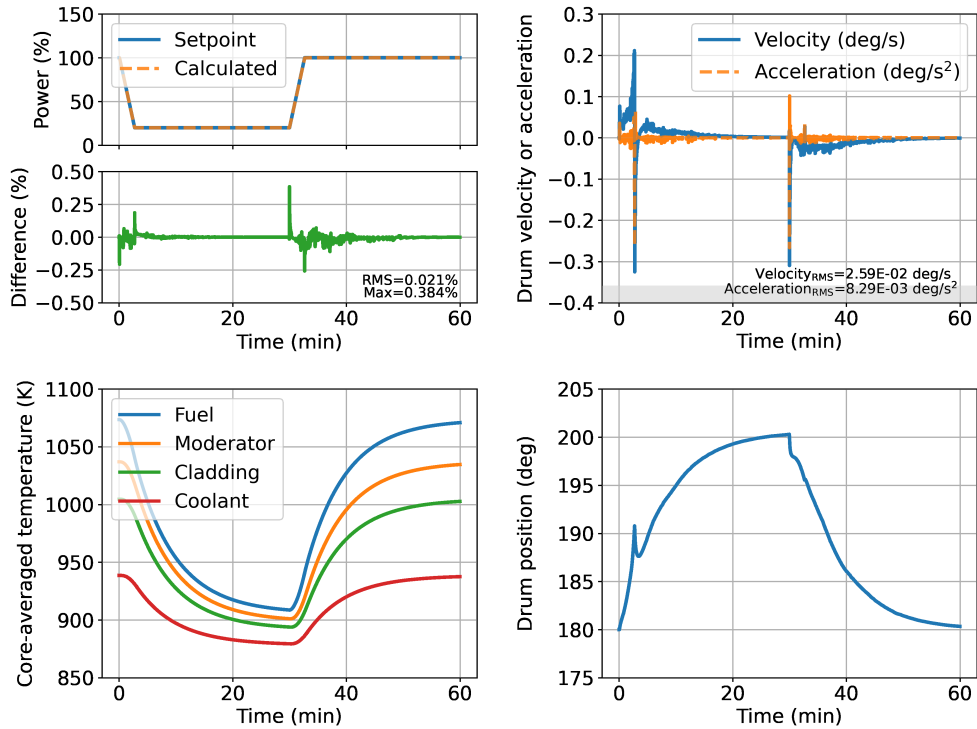 150
100
50
0
Power (%)
Setpoint
Calculated
0.50
0.25
0.00
−0.25
−0.50
Difference (%)
RMS=0.021%
Max=0.384%
0
20
40
60
Time (min)
0.3
0.2
0.1
0.0
−0.1
−0.2
−0.3
−0.4
Drum velocity or acceleration
Velocity (deg/s)
Acceleration (deg/s²)
Velocity_RMS=2.59E-02 deg/s
Acceleration_RMS=8.29E-03 deg/s²
0
20
40
60
Time (min)
1100
1050
1000
950
900
850
Core-averaged temperature (K)
Fuel
Moderator
Cladding
Coolant
0
20
40
60
Time (min)
205
200
195
190
185
180
175
Drum position (deg)
0
20
40
60
Time (min)